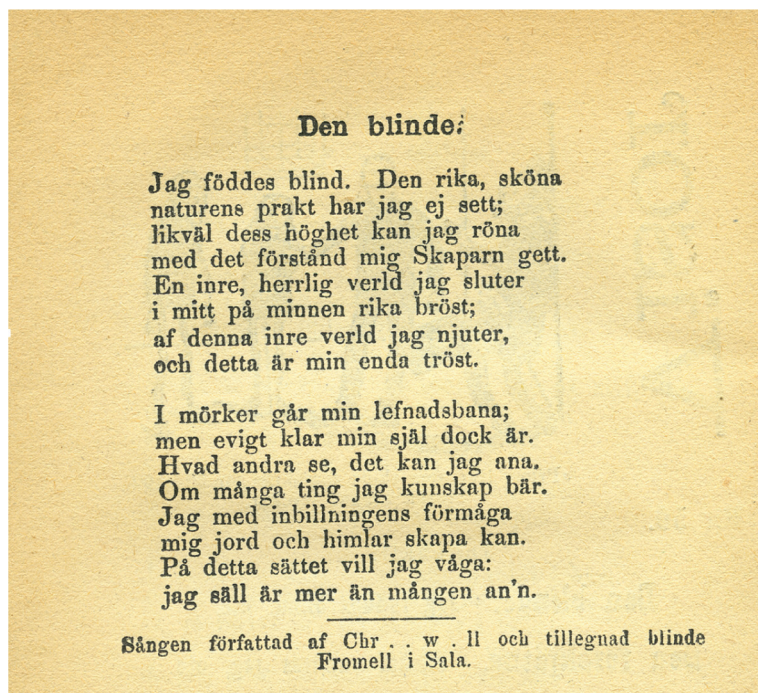 Den blinde.
Jag föddes blind. Den rika, sköna
naturens prakt har jag ej sett;
likväl dess höghet kan jag röna
med det förstånd mig Skaparn gett.
En inre, herrlig verld jag sluter
i mitt på minnen rika bröst;
af denna inre verld jag njuter,
och detta är min enda tröst.
I mörker går min lefnadsbana;
men evigt klar min själ dock är.
Hvad andra se, det kan jag ana.
Om många ting jag kunskap bär.
Jag med inbillningens förmåga
mig jord och himlar skapa kan.
På detta sättet vill jag våga:
jag säll är mer än mången an'n.
Sången författad af Chr . . w . ll och tillegnad blinde
Fromell i Sala.